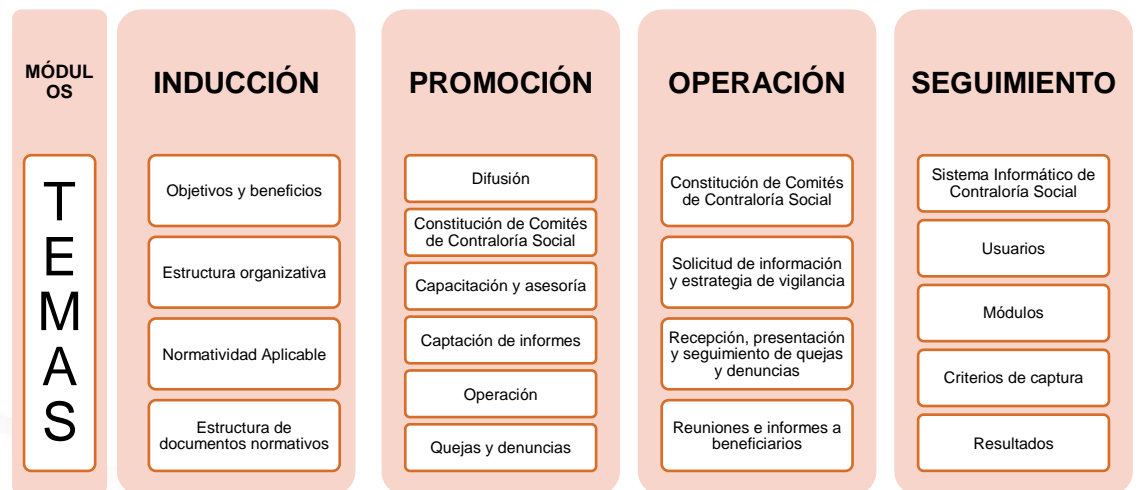 MÓDUL
OS
INDUCCIÓN
PROMOCIÓN
OPERACIÓN
SEGUIMIENTO
T
E
M
A
S
Objetivos y beneficios
Estructura organizativa
Normatividad Aplicable
Estructura de
documentos normativos
Difusión
Constitución de Comités
de Contraloría Social
Capacitación y asesoría
Captación de informes
Operación
Quejas y denuncias
Constitución de Comités
de Contraloría Social
Solicitud de información
y estrategia de vigilancia
Recepción, presentación
y seguimiento de quejas
y denuncias
Reuniones e informes a
beneficiarios
Sistema Informático de
Contraloría Social
Usuarios
Módulos
Criterios de captura
Resultados